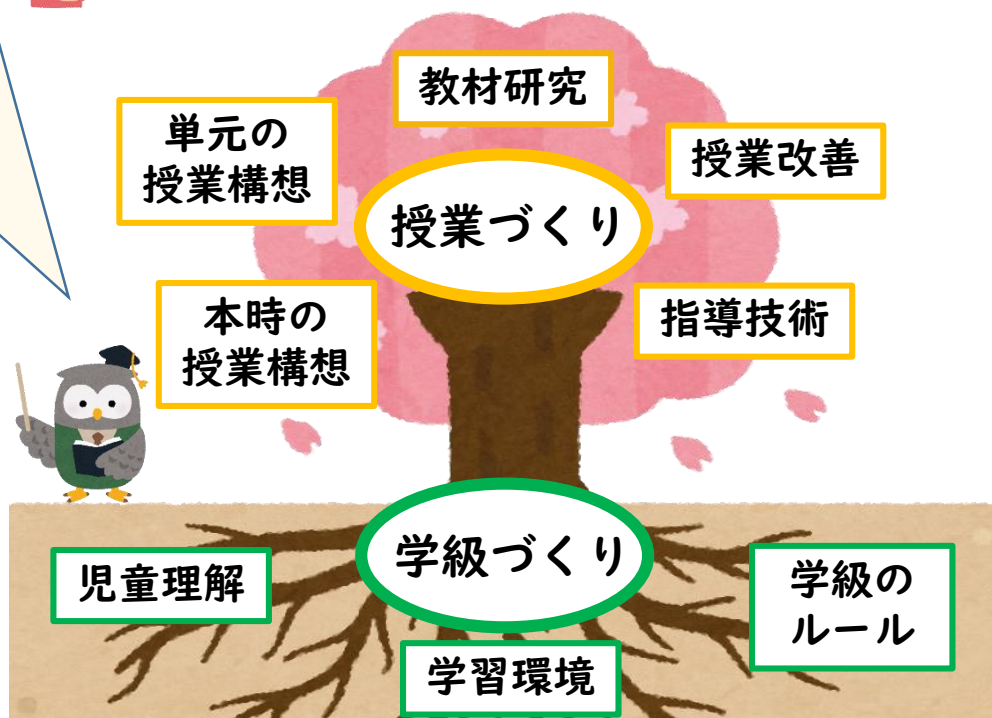 教材研究
単元の
授業構想
授業改善
授業づくり
本時の
授業構想
指導技術
学級づくり
児童理解
学級の
ルール
学習環境